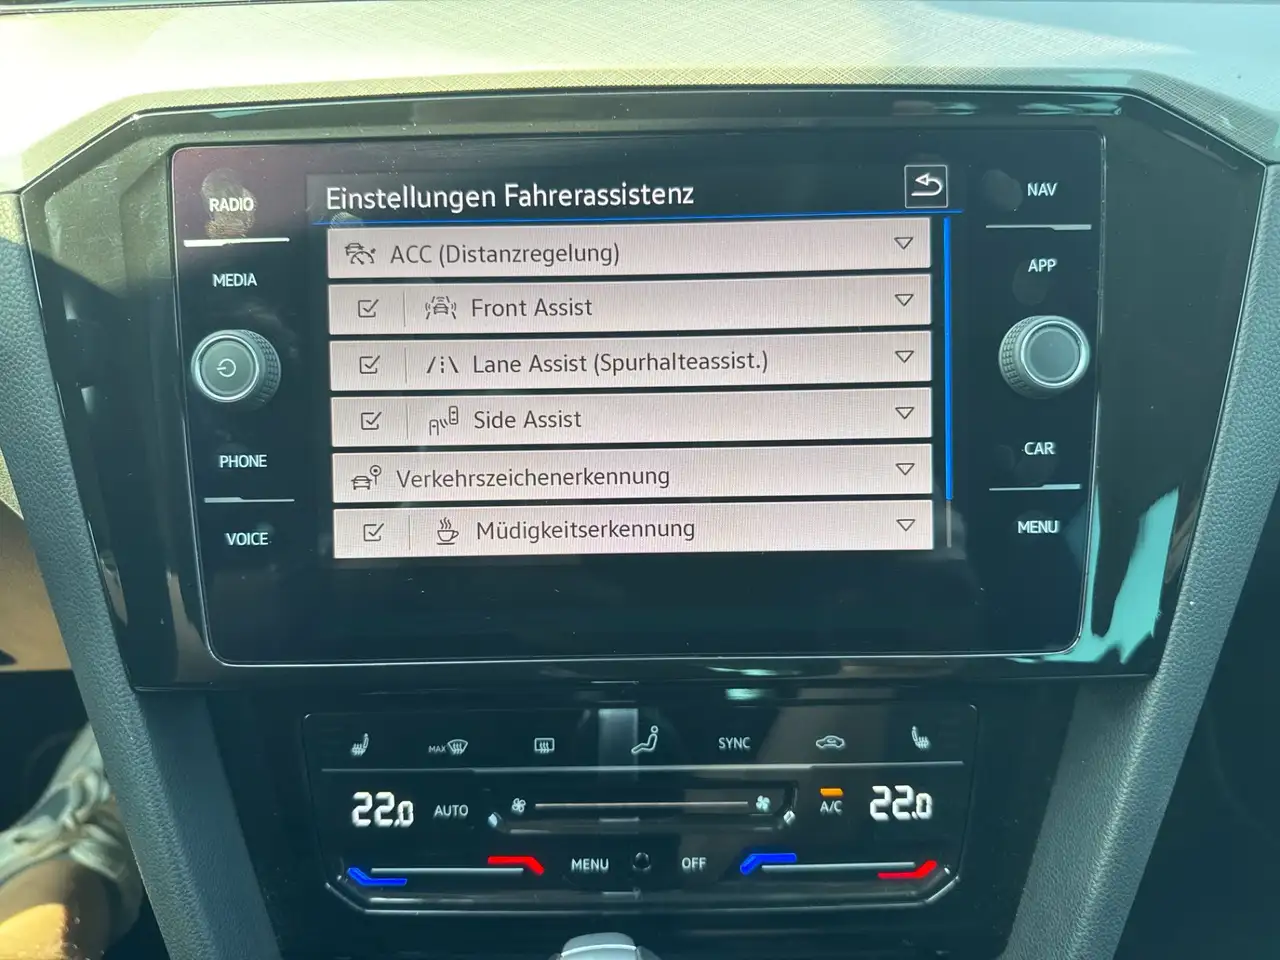 Einstellungen Fahrerassistenz
RADIO
MEDIA
PHONE
VOICE
ACC (Distanzregelung)
Front Assist
Lane Assist (Spurhalteassist.)
Side Assist
Verkehrszeichenerkennung
Müdigkeitserkennung
NAV
APP
CAR
MENU
MAX
SYNC
22.0
AUTO
A/C
22.0
MENU
OFF